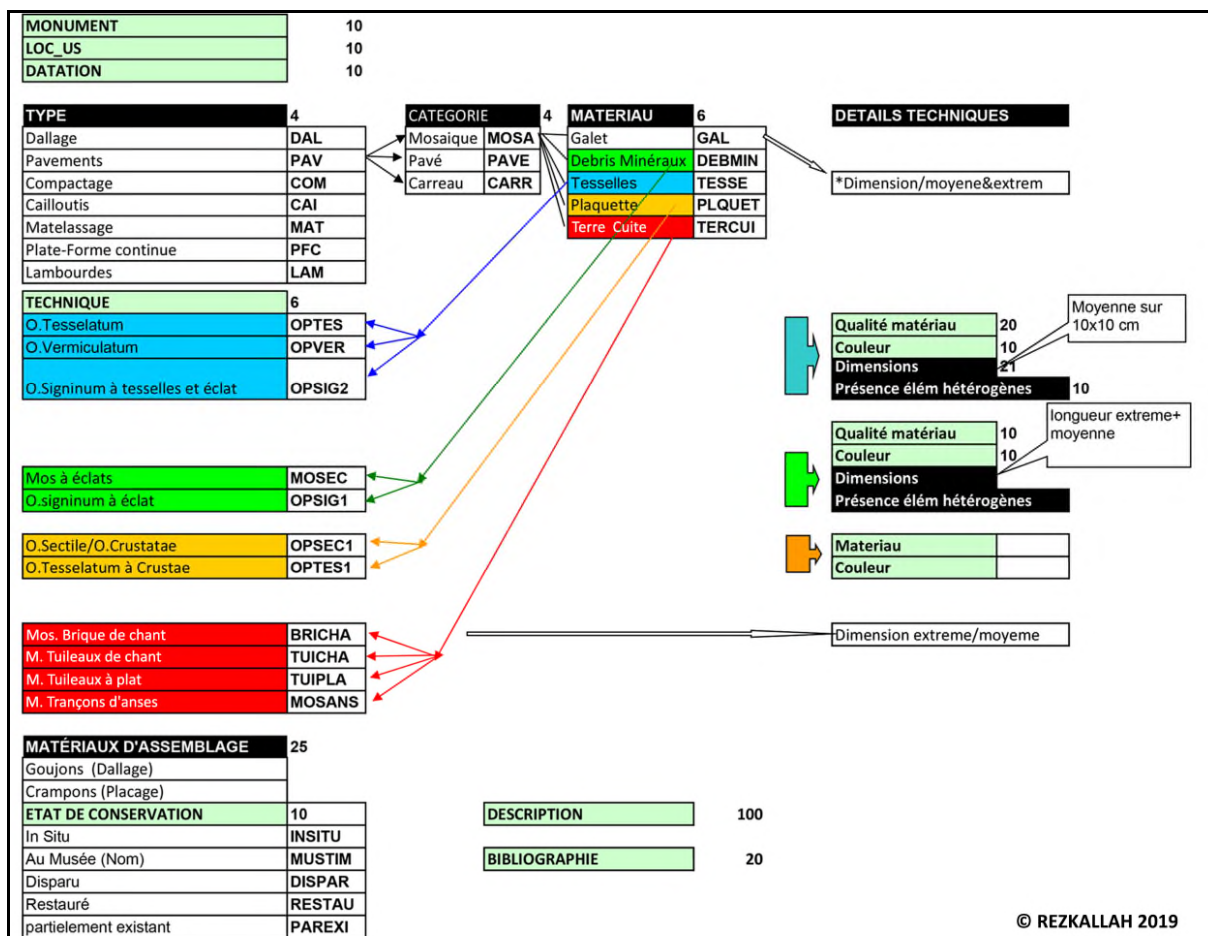 MONUMENT 10
LOC_US 10
DATATION 10
TYPE 4
Dallage DAL
Pavements PAV
Compactage COM
Cailloutis CAI
Matelassage MAT
Plate-Forme continue PFC
Lambourdes LAM
CATEGORIE 4
Mosaique MOSA
Pavé PAVE
Carreau CARR
MATERIAU 6
Galet GAL
Debris Minéraux DEBMIN
Tesselles TESSE
Plaquette PLQUET
Terre Cuite TERCUI
DETAILS TECHNIQUES
*Dimension/moyene&extrem
TECHNIQUE 6
O.Tesselatum OPTES
O.Vermiculatum OPVER
O.Signinum à tesselles et éclat OPSIG2
Mos à éclats MOSEC
O.signinum à éclat OPSIG1
O.Sectile/O.Crustatae OPSEC1
O.Tesselatum à Crustae OPTES1
Mos. Brique de chant BRICHA
M. Tuileaux de chant TUICHA
M. Tuileaux à plat TUIPLA
M. Trançons d'anses MOSANS
Qualité matériau 20
Couleur 10
Dimensions 21
Présence élém hétérogènes 10
Moyenne sur
10x10 cm
Qualité matériau 10
Couleur 10
Dimensions
Présence élém hétérogènes
longueur extreme+
moyenne
Materiau
Couleur
Dimension extreme/moyeme
MATÉRIAUX D'ASSEMBLAGE 25
Goujons (Dallage)
Crampons (Placage)
ETAT DE CONSERVATION 10
In Situ INSITU
Au Musée (Nom) MUSTIM
Disparu DISPAR
Restauré RESTAU
partielement existant PAREXI
DESCRIPTION 100
BIBLIOGRAPHIE 20
© REZKALLAH 2019